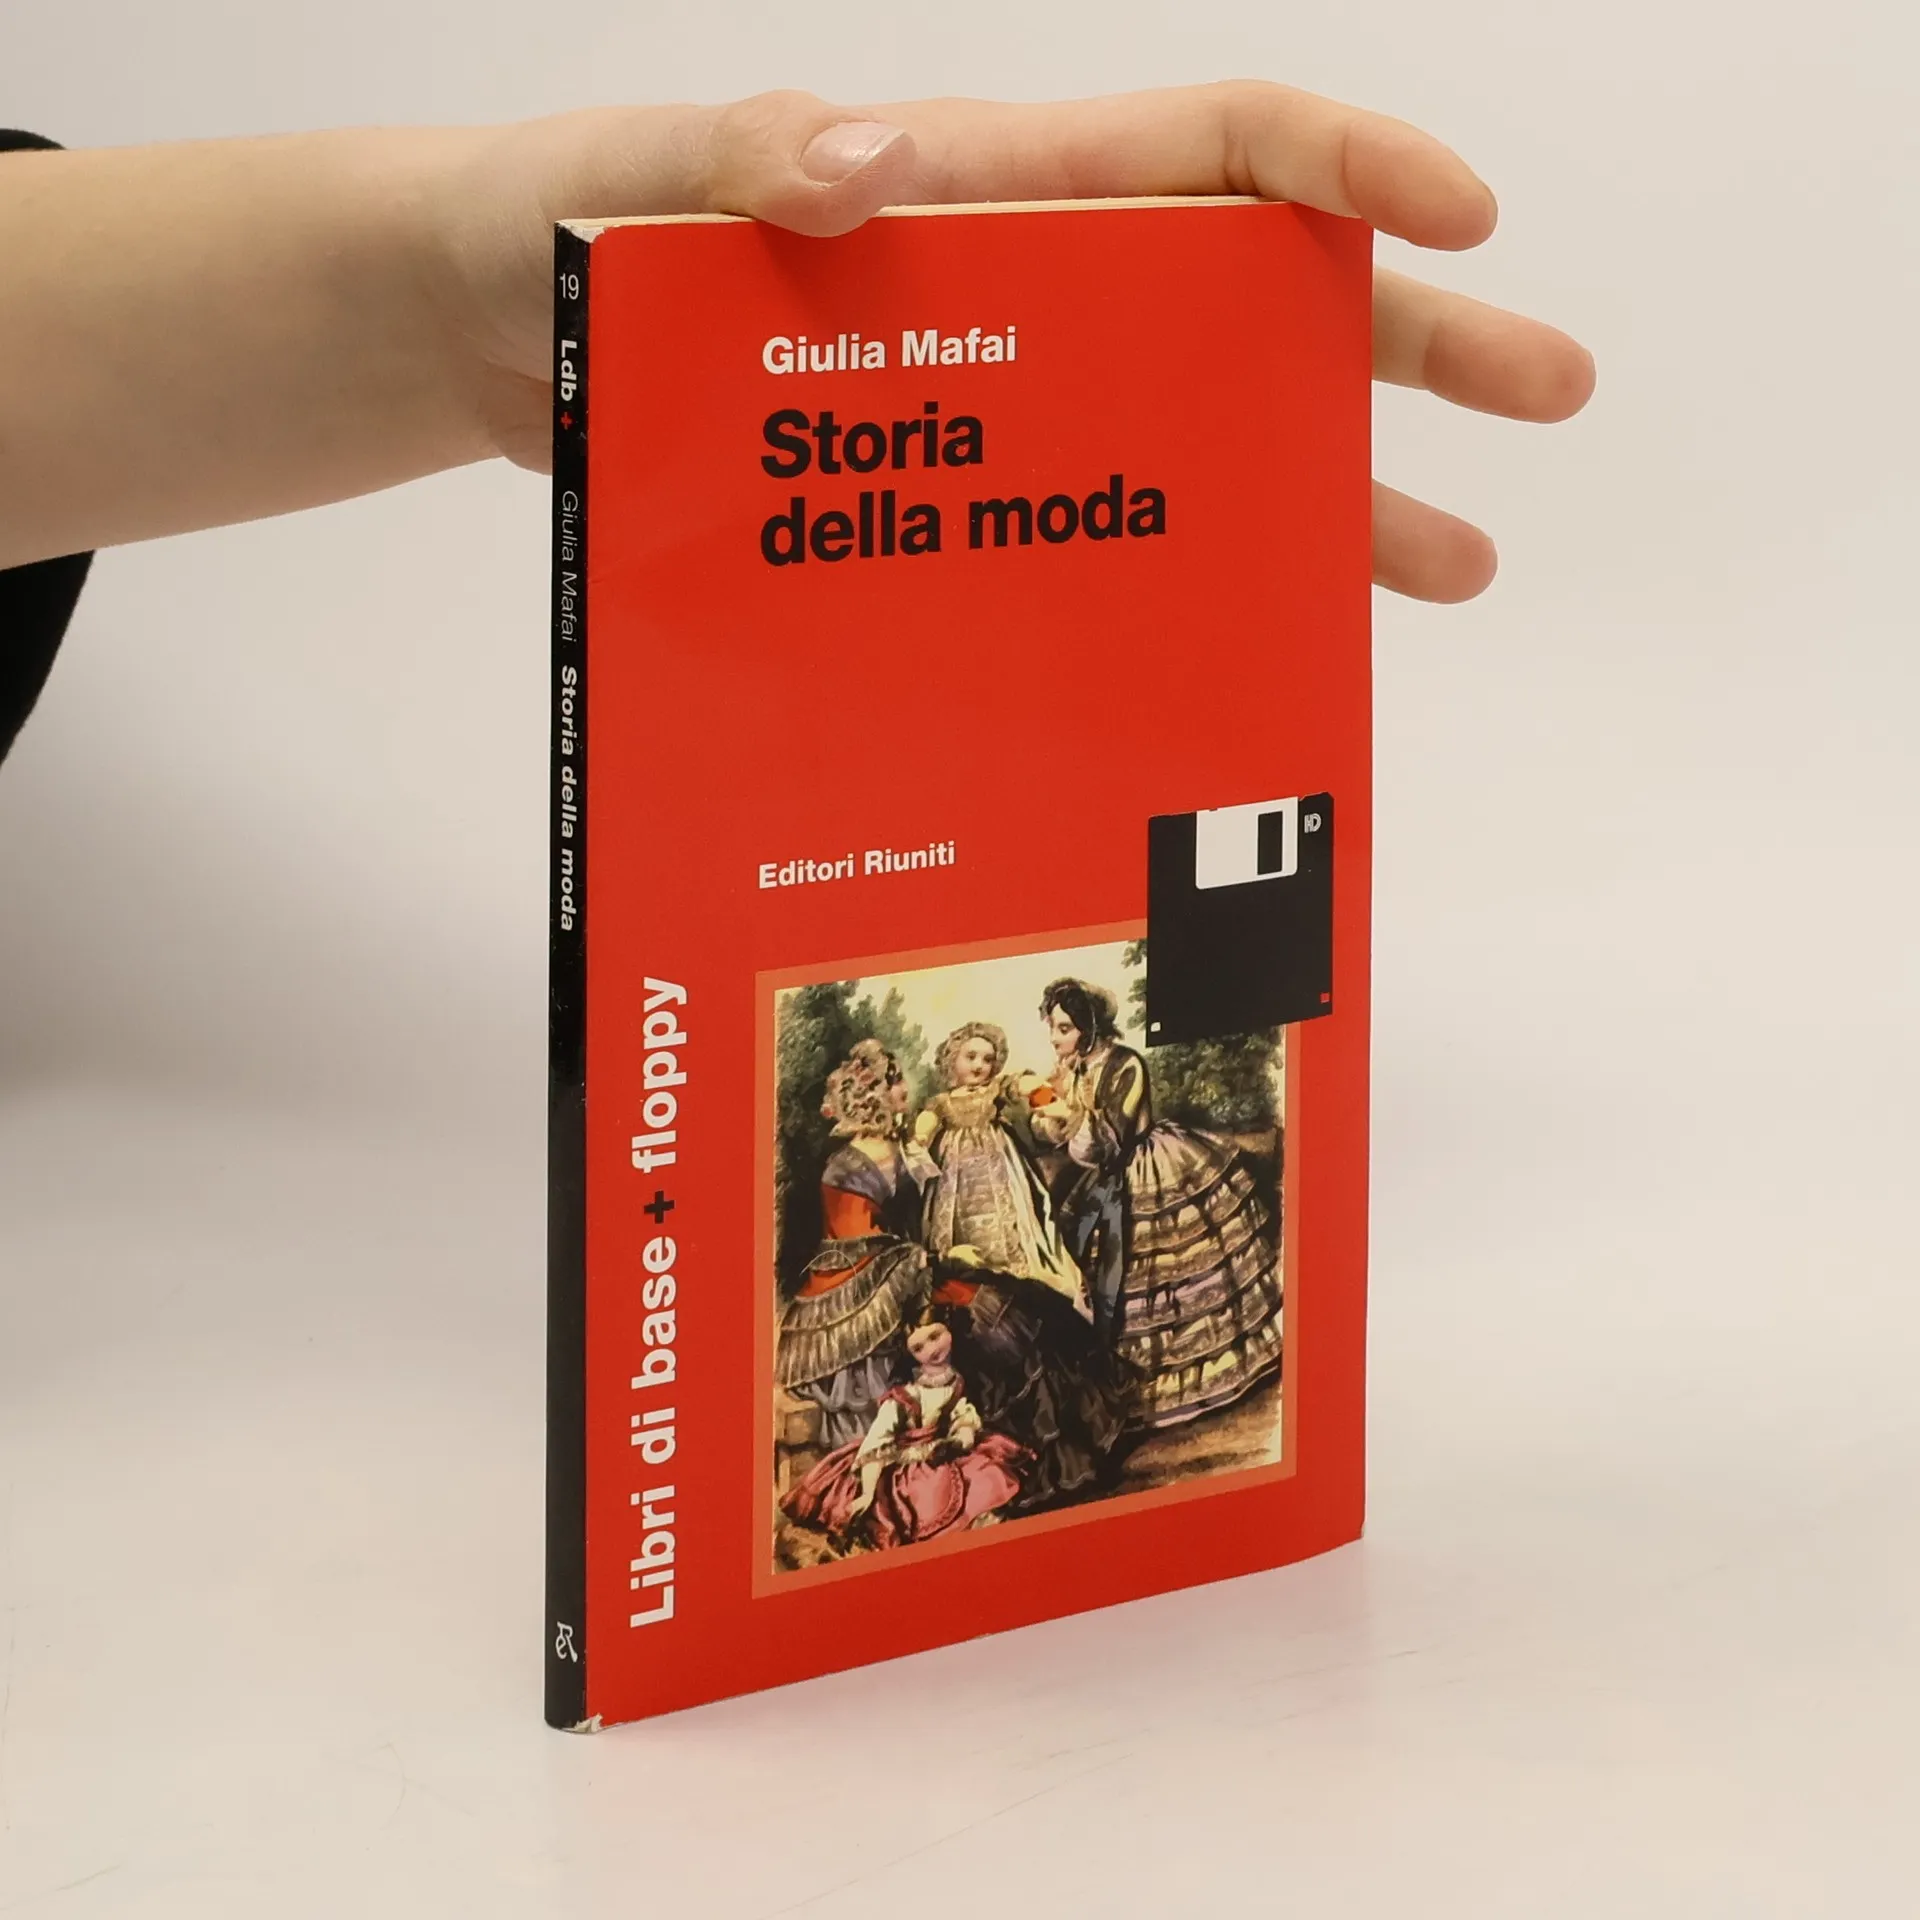 Giulia Mafai
Storia
della moda
Editori Riuniti
HD
Libri di base + floppy
19 Ldb + Giulia Mafai Storia della moda